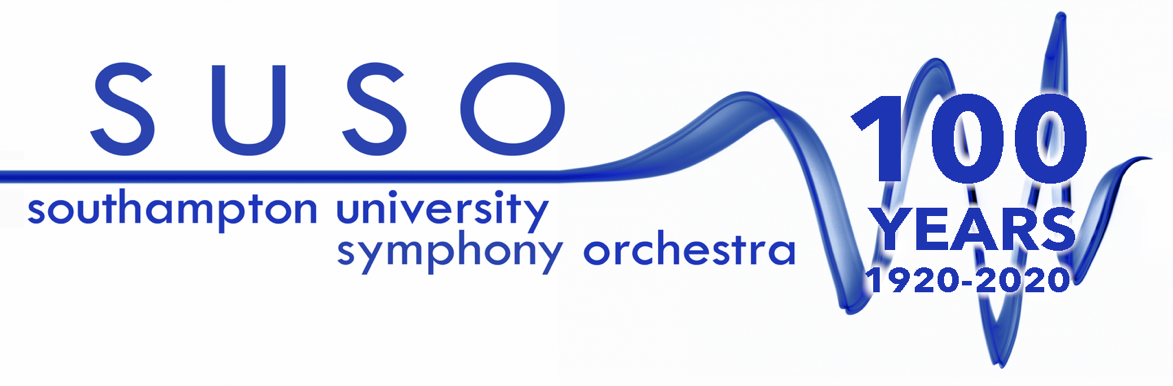 SUSO
southampton university
symphony orchestra
100
YEARS
1920-2020